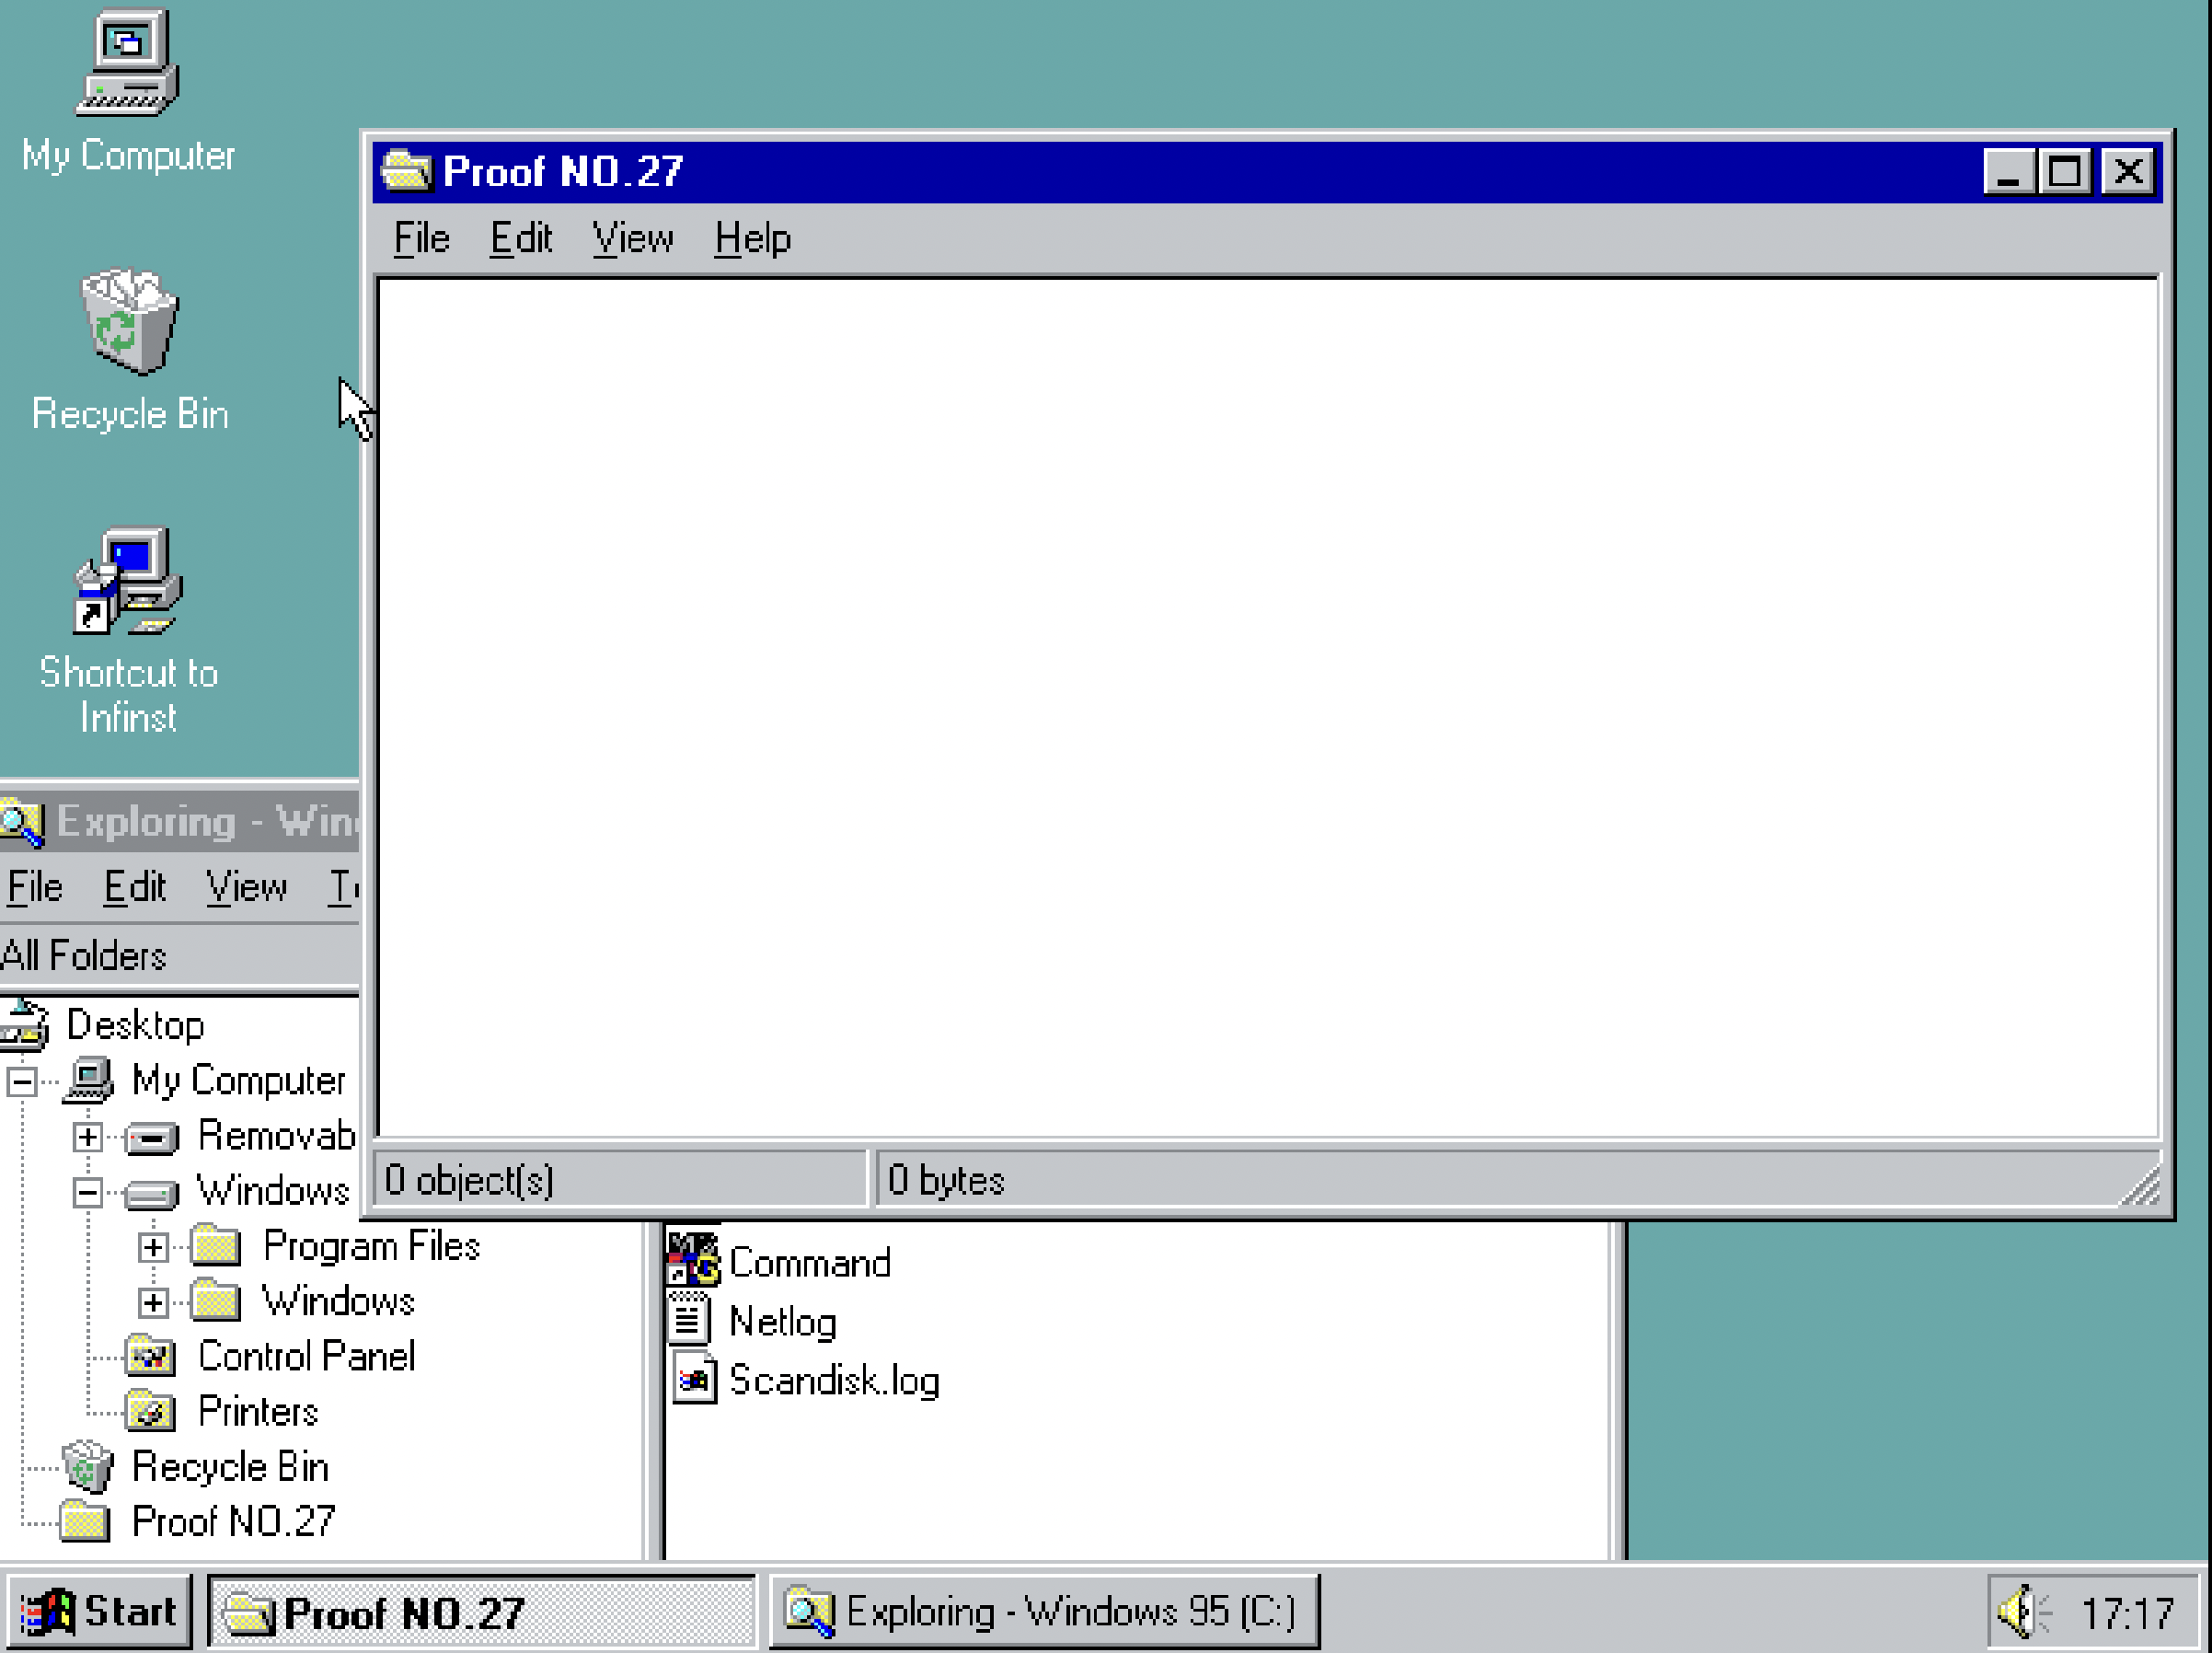 My Computer
Recycle Bin
Shortcut to
Infinst
Proof NO.27
File Edit View Help
0 object(s) 0 bytes
Exploring - Win
File Edit View
All Folders
Desktop
My Computer
Removab
Windows
Program Files
Windows
Control Panel
Printers
Recycle Bin
Proof NO.27
Command
Netlog
Scandisk.log
Start Proof NO.27 Exploring - Windows 95 (C:) 17:17